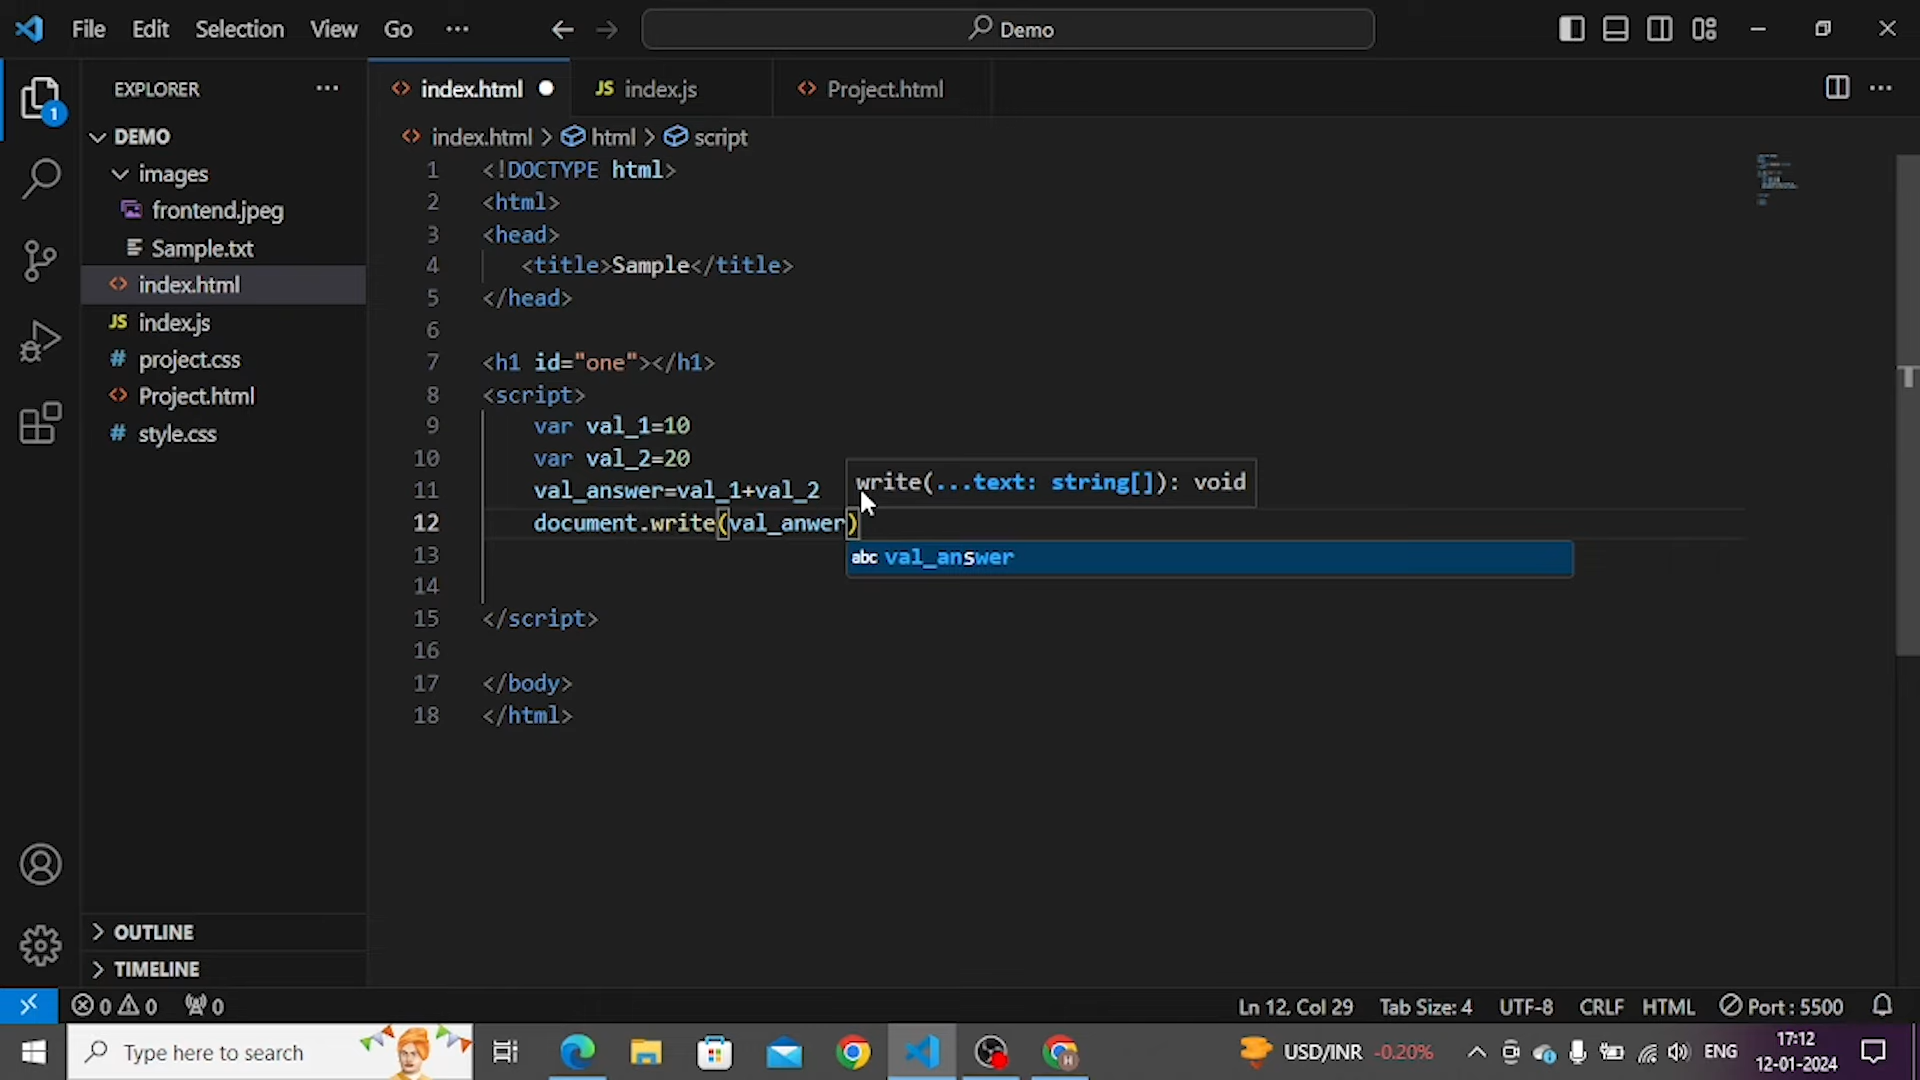 File Edit Selection View Go ··· Demo
EXPLORER ···
index.html
JS index.js
Project.html
1
DEMO
images
frontend.jpeg
Sample.txt
index.html
JS index.js
# project.css
Project.html
# style.css
index.html > html > script
1 <!DOCTYPE html>
2 <html>
3 <head>
4 <title>Sample</title>
5 </head>
6
7 <h1 id="one"></h1>
8 <script>
9 var val_1=10
10 var val_2=20
11 val_answer=val_1+val_2
write(...text: string[]): void
12 document.write(val_anwer)
abc val_answer
13
14
15 </script>
16
17 </body>
18 </html>
OUTLINE
TIMELINE
0 0 0 Ln 12, Col 29 Tab Size: 4 UTF-8 CRLF HTML Port : 5500
Type here to search
USD/INR -0.20%
ENG
17:12
12-01-2024